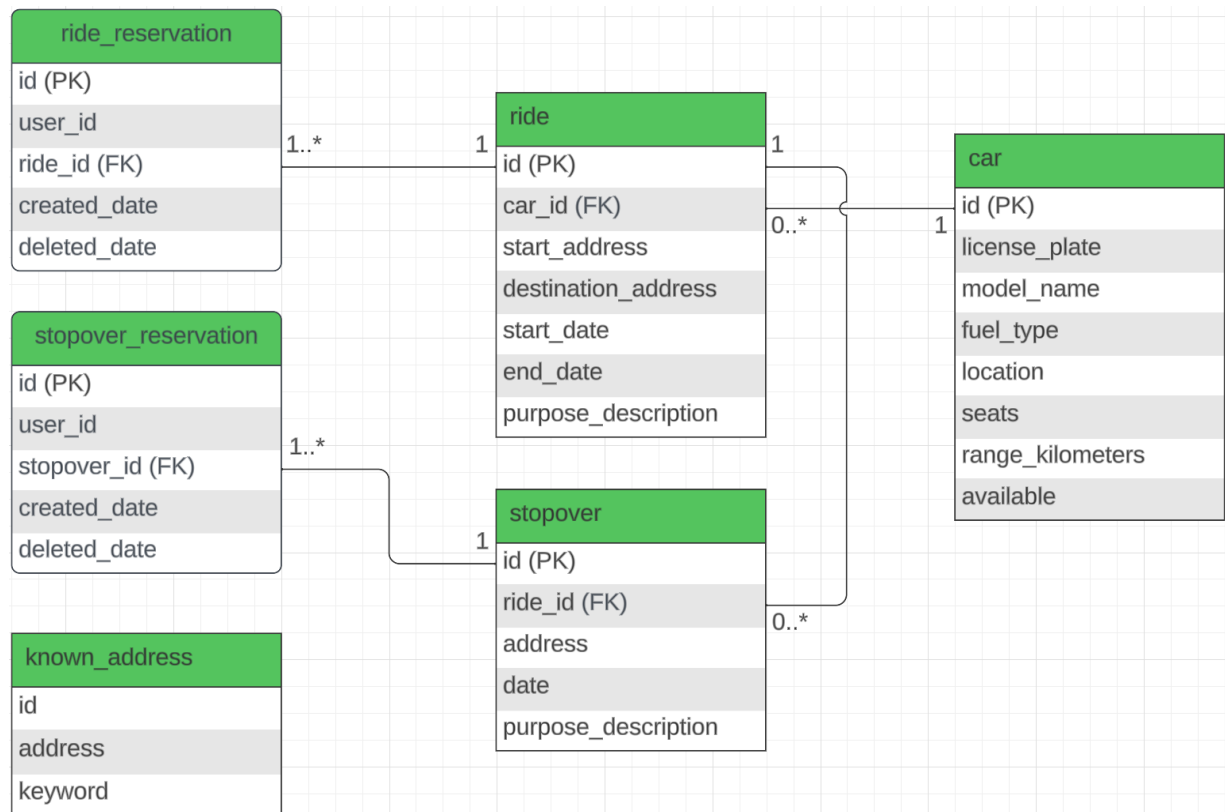 ride_reservation
id (PK)
user_id
ride_id (FK)
created_date
deleted_date
1..*
1
ride
id (PK)
car_id (FK)
start_address
destination_address
start_date
end_date
purpose_description
1
0..*
1
car
id (PK)
license_plate
model_name
fuel_type
location
seats
range_kilometers
available
stopover_reservation
id (PK)
user_id
stopover_id (FK)
created_date
deleted_date
1..*
1
stopover
id (PK)
ride_id (FK)
address
date
purpose_description
0..*
known_address
id
address
keyword